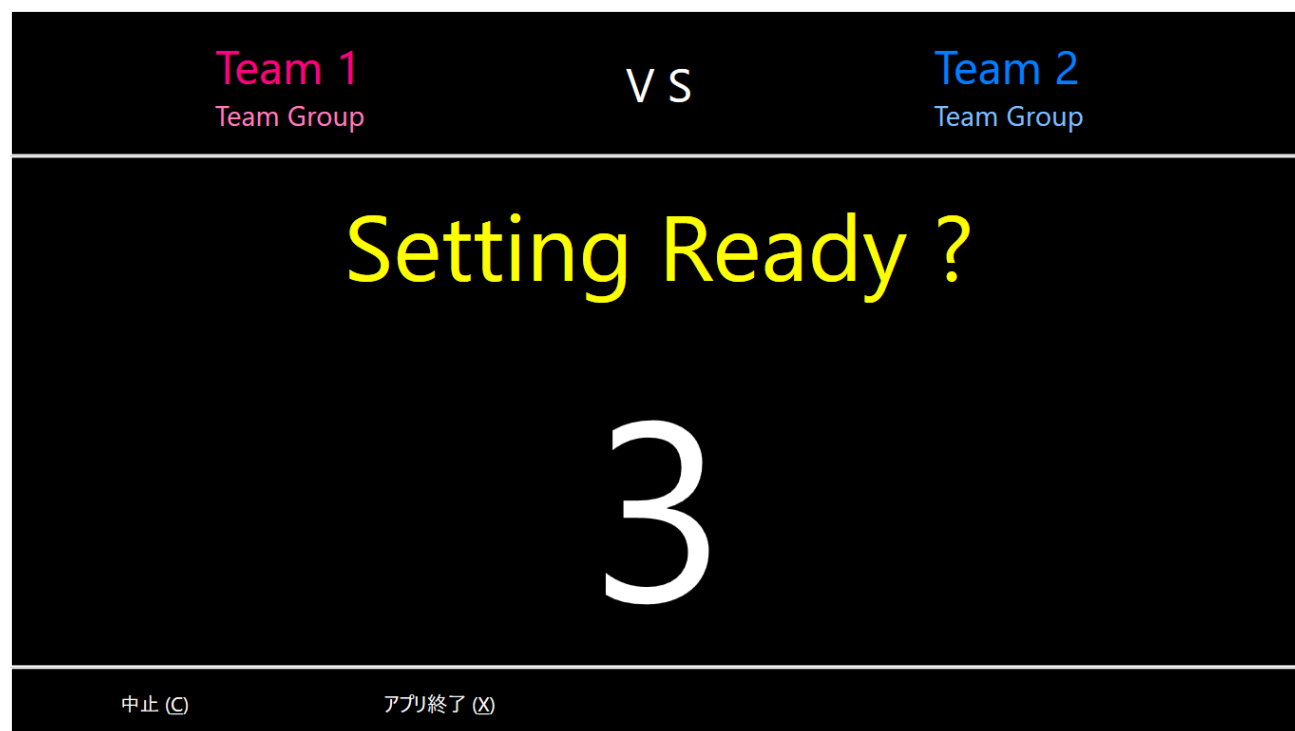 Team 1
Team Group
V S
Team 2
Team Group
Setting Ready ?
3
中止 (C)
アプリ終了 (X)